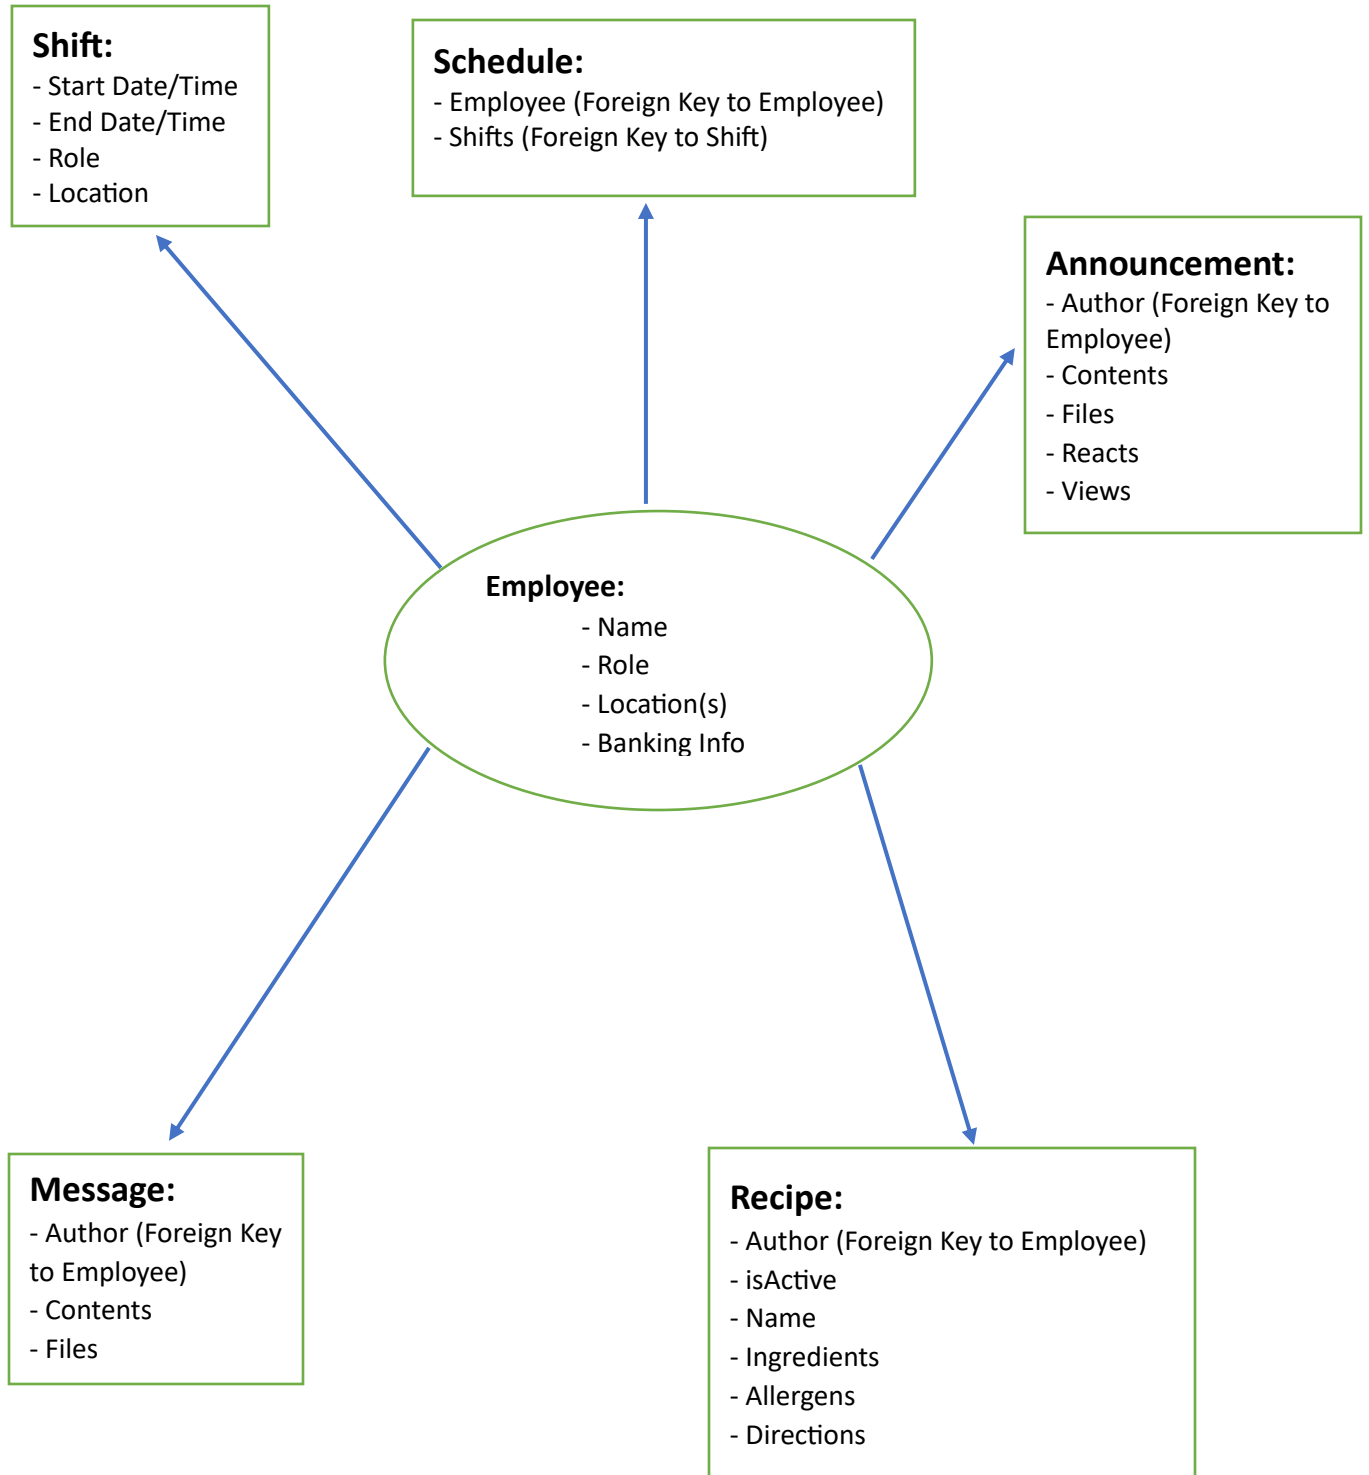 Shift:
- Start Date/Time
- End Date/Time
- Role
- Location
Schedule:
- Employee (Foreign Key to Employee)
- Shifts (Foreign Key to Shift)
Announcement:
- Author (Foreign Key to
Employee)
- Contents
- Files
- Reacts
- Views
Employee:
- Name
- Role
- Location(s)
- Banking Info
Message:
- Author (Foreign Key
to Employee)
- Contents
- Files
Recipe:
- Author (Foreign Key to Employee)
- isActive
- Name
- Ingredients
- Allergens
- Directions